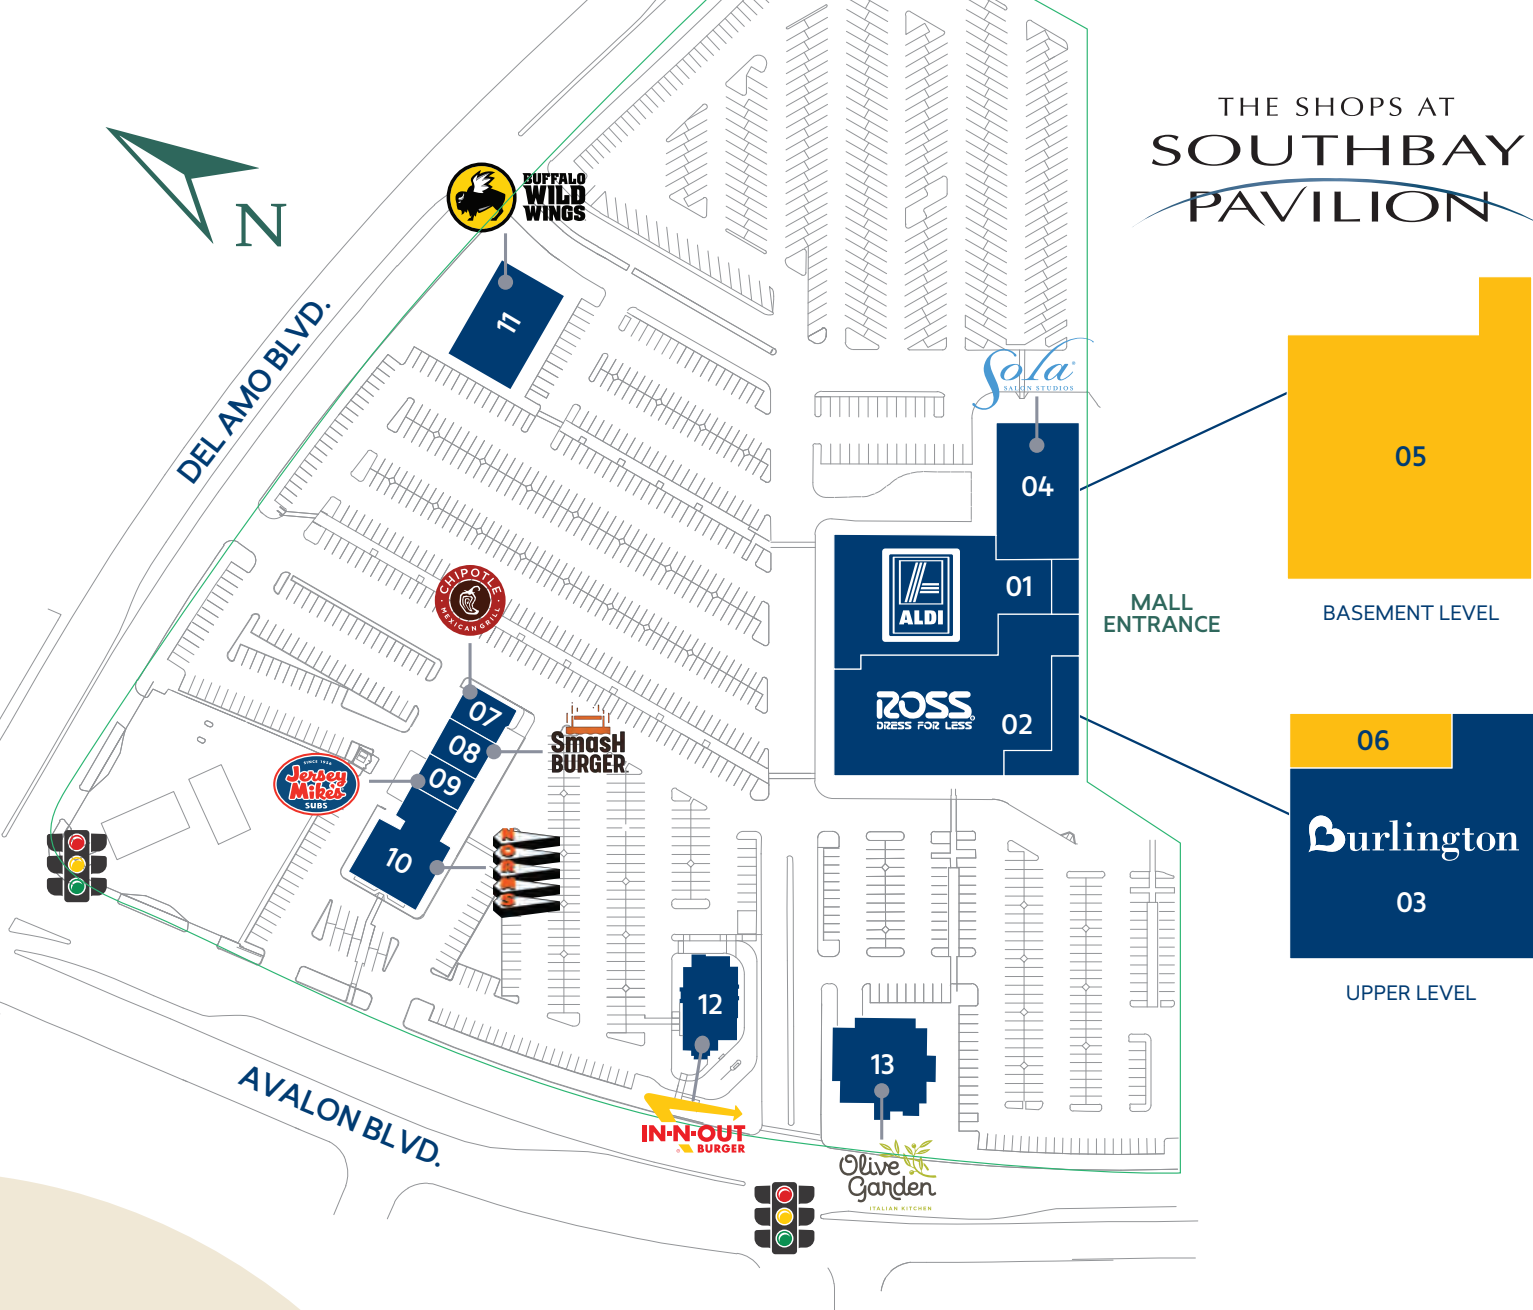 THE SHOPS AT
SOUTHBAY
PAVILION
N
BUFFALO
WILD
WINGS
11
DEL AMO BLVD.
Sola
SALON STUDIOS
04
05
BASEMENT LEVEL
01
ALDI
MALL
ENTRANCE
ROSS
DRESS FOR LESS
02
CHIPOTLE
MEXICAN GRILL
07
08
09
10
SMASH
BURGER
SINCE 1956
Jersey
Mike's
SUBS
NORMS
06
Burlington
03
UPPER LEVEL
12
13
AVALON BLVD.
IN-N-OUT
BURGER
Olive
Garden
ITALIAN KITCHEN